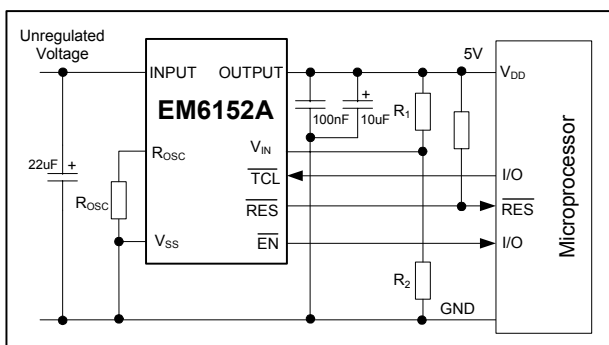 Unregulated
Voltage
5V
INPUT
OUTPUT
VDD
EM6152A
100nF
10uF
R1
22uF
+
+
ROSC
VIN
TCL
I/O
ROSC
RES
RES
VSS
EN
I/O
R2
GND
Microprocessor